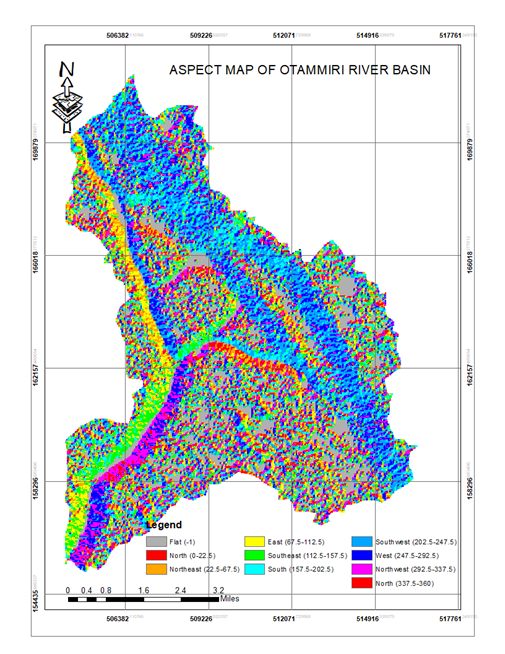 506382 509226 512071 514916 517761
ASPECT MAP OF OTAMMIRI RIVER BASIN
N
169879 169879
166018 166018
162157 162157
158296 158296
154435 154435
Legend
Flat (-1)
North (0-22.5)
Northeast (22.5-67.5)
East (67.5-112.5)
Southeast (112.5-157.5)
South (157.5-202.5)
Southwest (202.5-247.5)
West (247.5-292.5)
Northwest (292.5-337.5)
North (337.5-360)
0 0.4 0.8 1.6 2.4 3.2
Miles
506382 509226 512071 514916 517761